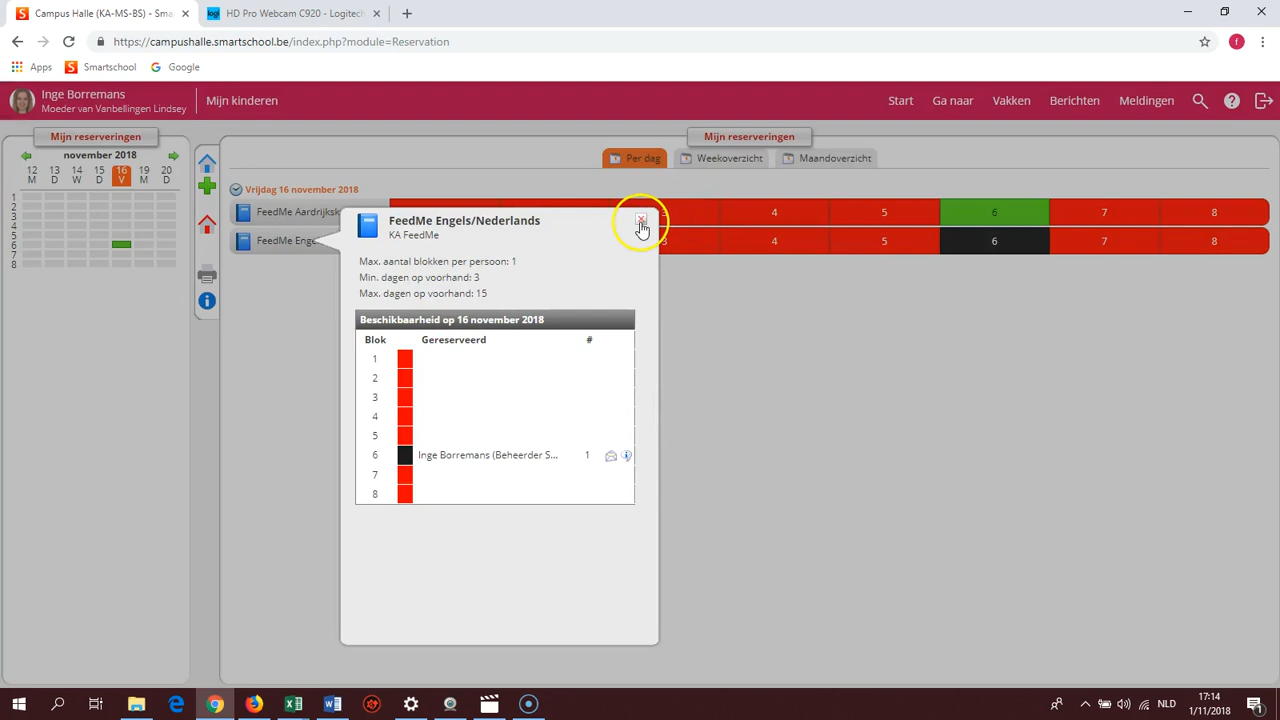 Campus Halle (KA-MS-BS) - Sma
HD Pro Webcam C920 - Logitech
https://campushalle.smartschool.be/index.php?module=Reservation
Apps
Smartschool
Google
Inge Borremans
Moeder van Vanbellingen Lindsey
Mijn kinderen
Start
Ga naar
Vakken
Berichten
Meldingen
Mijn reserveringen
november 2018
12 13 14 15 16 19 20
M D W D V M D
1
2
3
4
5
6
7
8
Mijn reserveringen
Per dag
Weekoverzicht
Maandoverzicht
Vrijdag 16 november 2018
FeedMe Aardrijksk
3 4 5 6 7 8
FeedMe Enge
3 4 5 6 7 8
FeedMe Engels/Nederlands
KA FeedMe
Max. aantal blokken per persoon: 1
Min. dagen op voorhand: 3
Max. dagen op voorhand: 15
Beschikbaarheid op 16 november 2018
Blok Gereserveerd #
1
2
3
4
5
6 Inge Borremans (Beheerder S... 1
7
8
NLD
17:14
1/11/2018